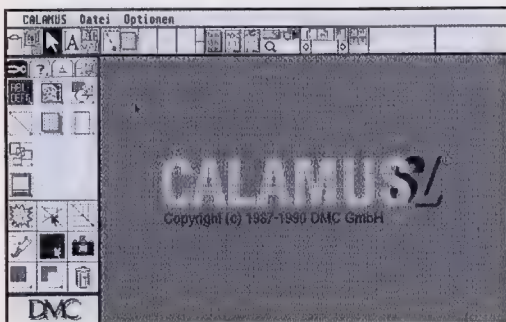 CALAMUS Datei Optionen
A
?
CALAMUS SL
Copyright (c) 1987-1990 DMC GmbH
DMC